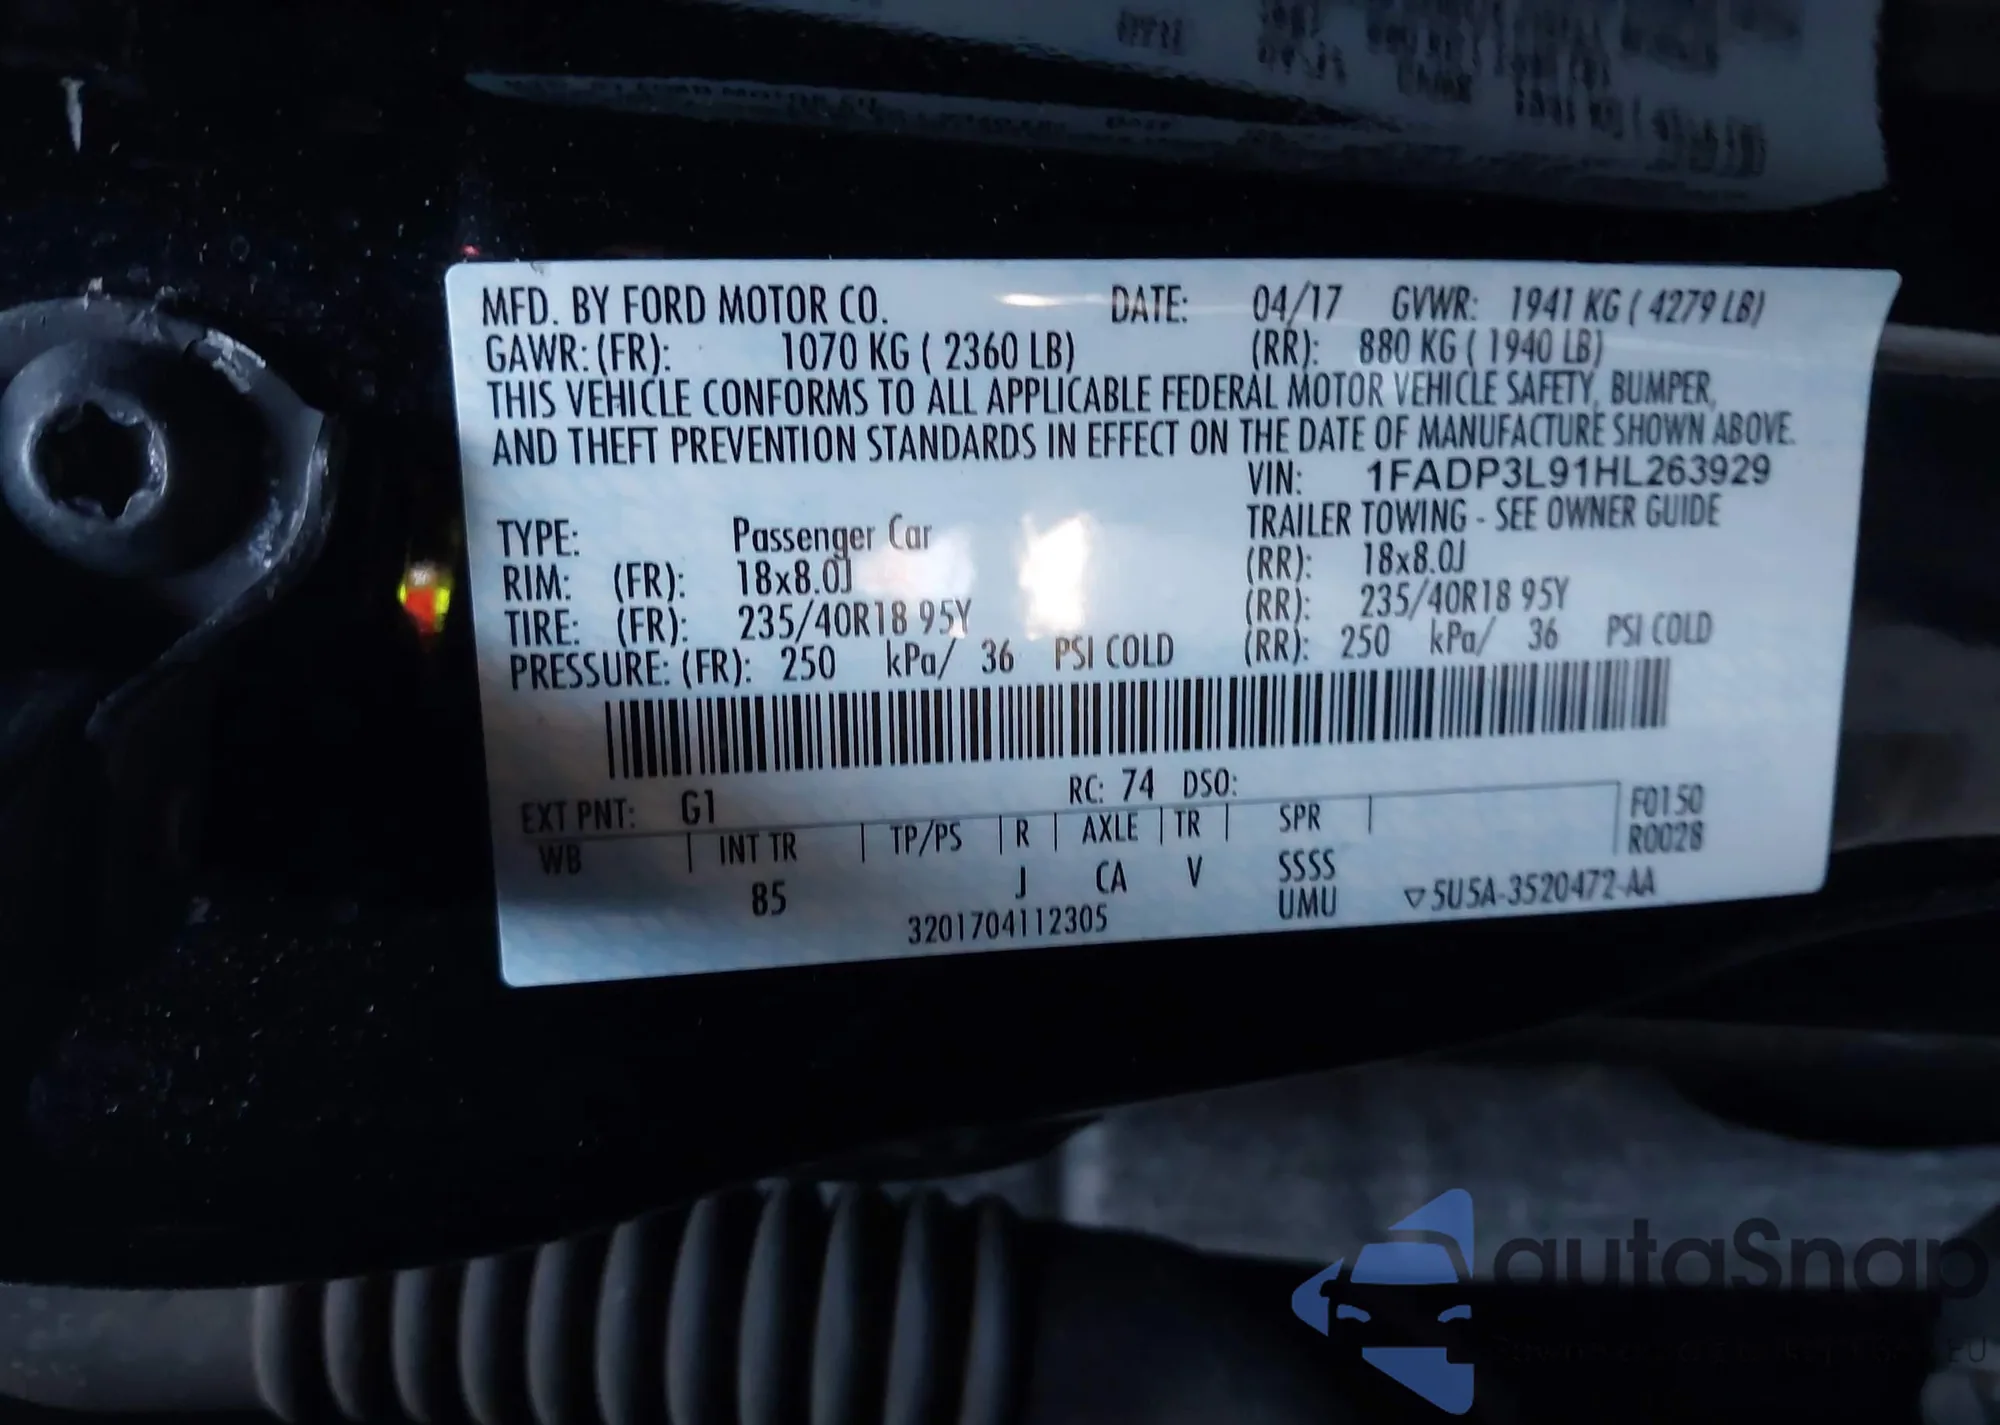 MFD. BY FORD MOTOR CO. DATE: 04/17 GVWR: 1941 KG ( 4279 LB)
GAWR: (FR): 1070 KG ( 2360 LB) (RR): 880 KG ( 1940 LB)
THIS VEHICLE CONFORMS TO ALL APPLICABLE FEDERAL MOTOR VEHICLE SAFETY, BUMPER,
AND THEFT PREVENTION STANDARDS IN EFFECT ON THE DATE OF MANUFACTURE SHOWN ABOVE.
VIN: 1FADP3L91HL263929
TYPE: Passenger Car TRAILER TOWING - SEE OWNER GUIDE
RIM: (FR): 18x8.0J (RR): 18x8.0J
TIRE: (FR): 235/40R18 95Y (RR): 235/40R18 95Y
PRESSURE: (FR): 250 kPa/ 36 PSI COLD (RR): 250 kPa/ 36 PSI COLD
EXT PNT: G1 RC: 74 DSO: F0150
WB INT TR TP/PS R AXLE TR SPR R0028
85 J CA V SSSS
3201704112305 UMU ▽5U5A-3520472-AA
autaSnap